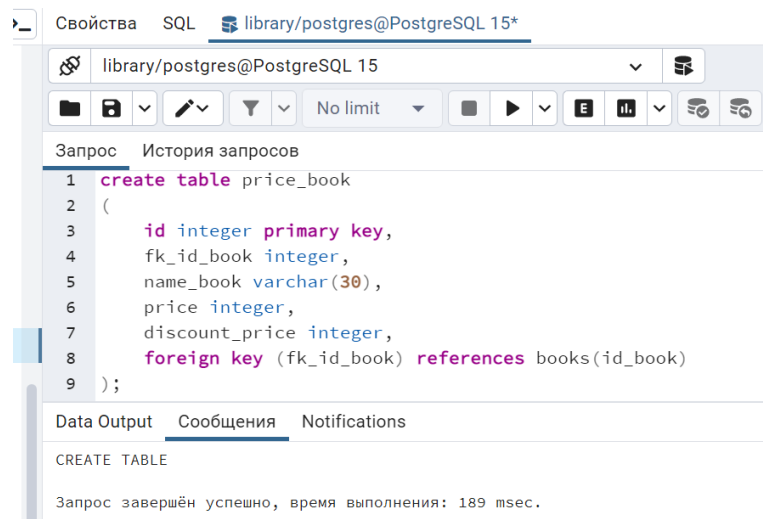 Свойства SQL library/postgres@PostgreSQL 15*
library/postgres@PostgreSQL 15
No limit E
Запрос История запросов
1 create table price_book
2 (
3 id integer primary key,
4 fk_id_book integer,
5 name_book varchar(30),
6 price integer,
7 discount_price integer,
8 foreign key (fk_id_book) references books(id_book)
9 );
Data Output Сообщения Notifications
CREATE TABLE
Запрос завершён успешно, время выполнения: 189 msec.